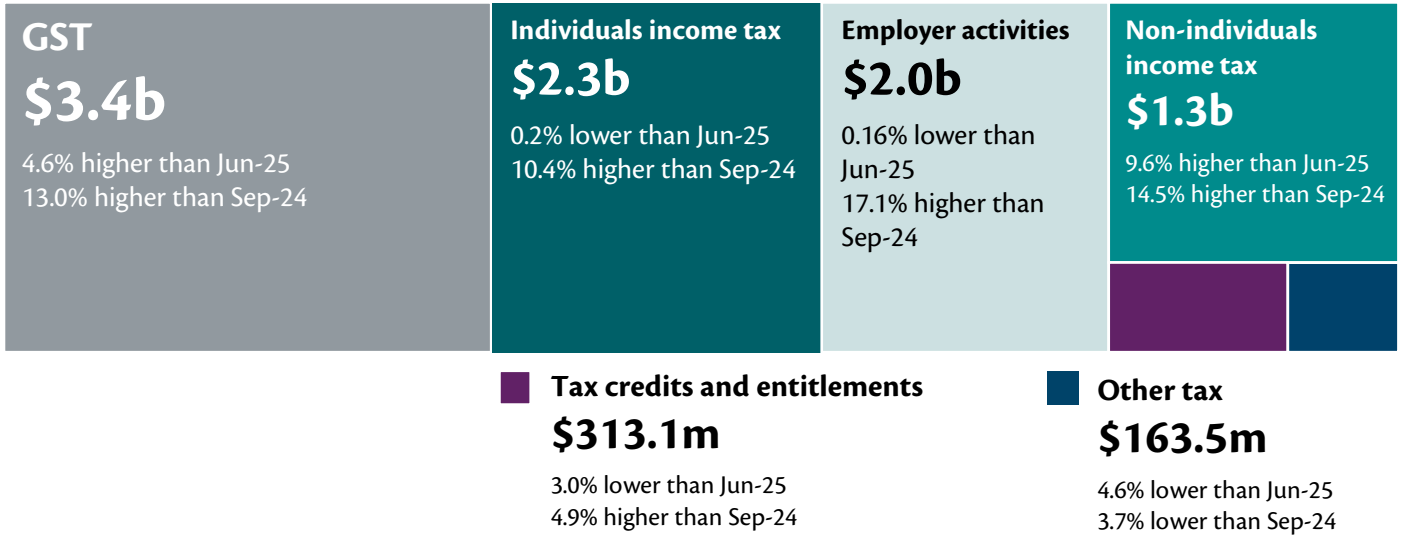 GST
$3.4b
4.6% higher than Jun-25
13.0% higher than Sep-24
Individuals income tax
$2.3b
0.2% lower than Jun-25
10.4% higher than Sep-24
Employer activities
$2.0b
0.16% lower than
Jun-25
17.1% higher than
Sep-24
Non-individuals
income tax
$1.3b
9.6% higher than Jun-25
14.5% higher than Sep-24
Tax credits and entitlements
$313.1m
3.0% lower than Jun-25
4.9% higher than Sep-24
Other tax
$163.5m
4.6% lower than Jun-25
3.7% lower than Sep-24